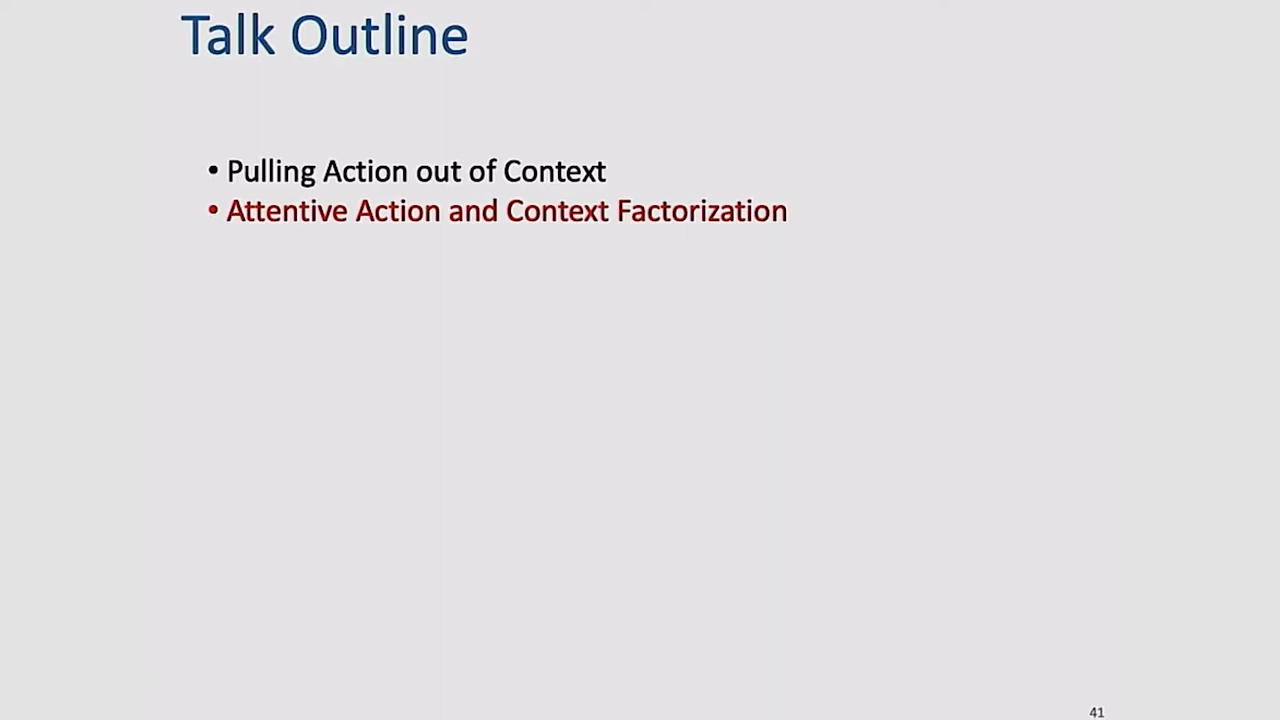 Talk Outline
• Pulling Action out of Context
• Attentive Action and Context Factorization
41